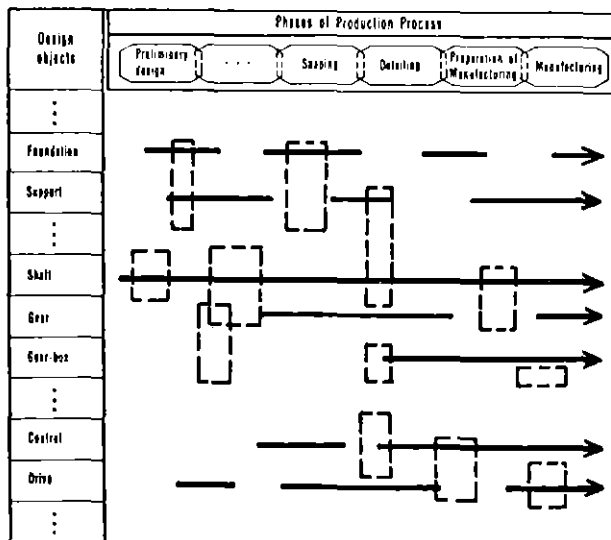 Phases of Production Process
Design
objects
Preliminary
design
. . .
Shaping
Detailing
Preparation of
Manufacturing
Manufacturing
Foundation
Support
Shaft
Gear
Gear-box
Control
Drive